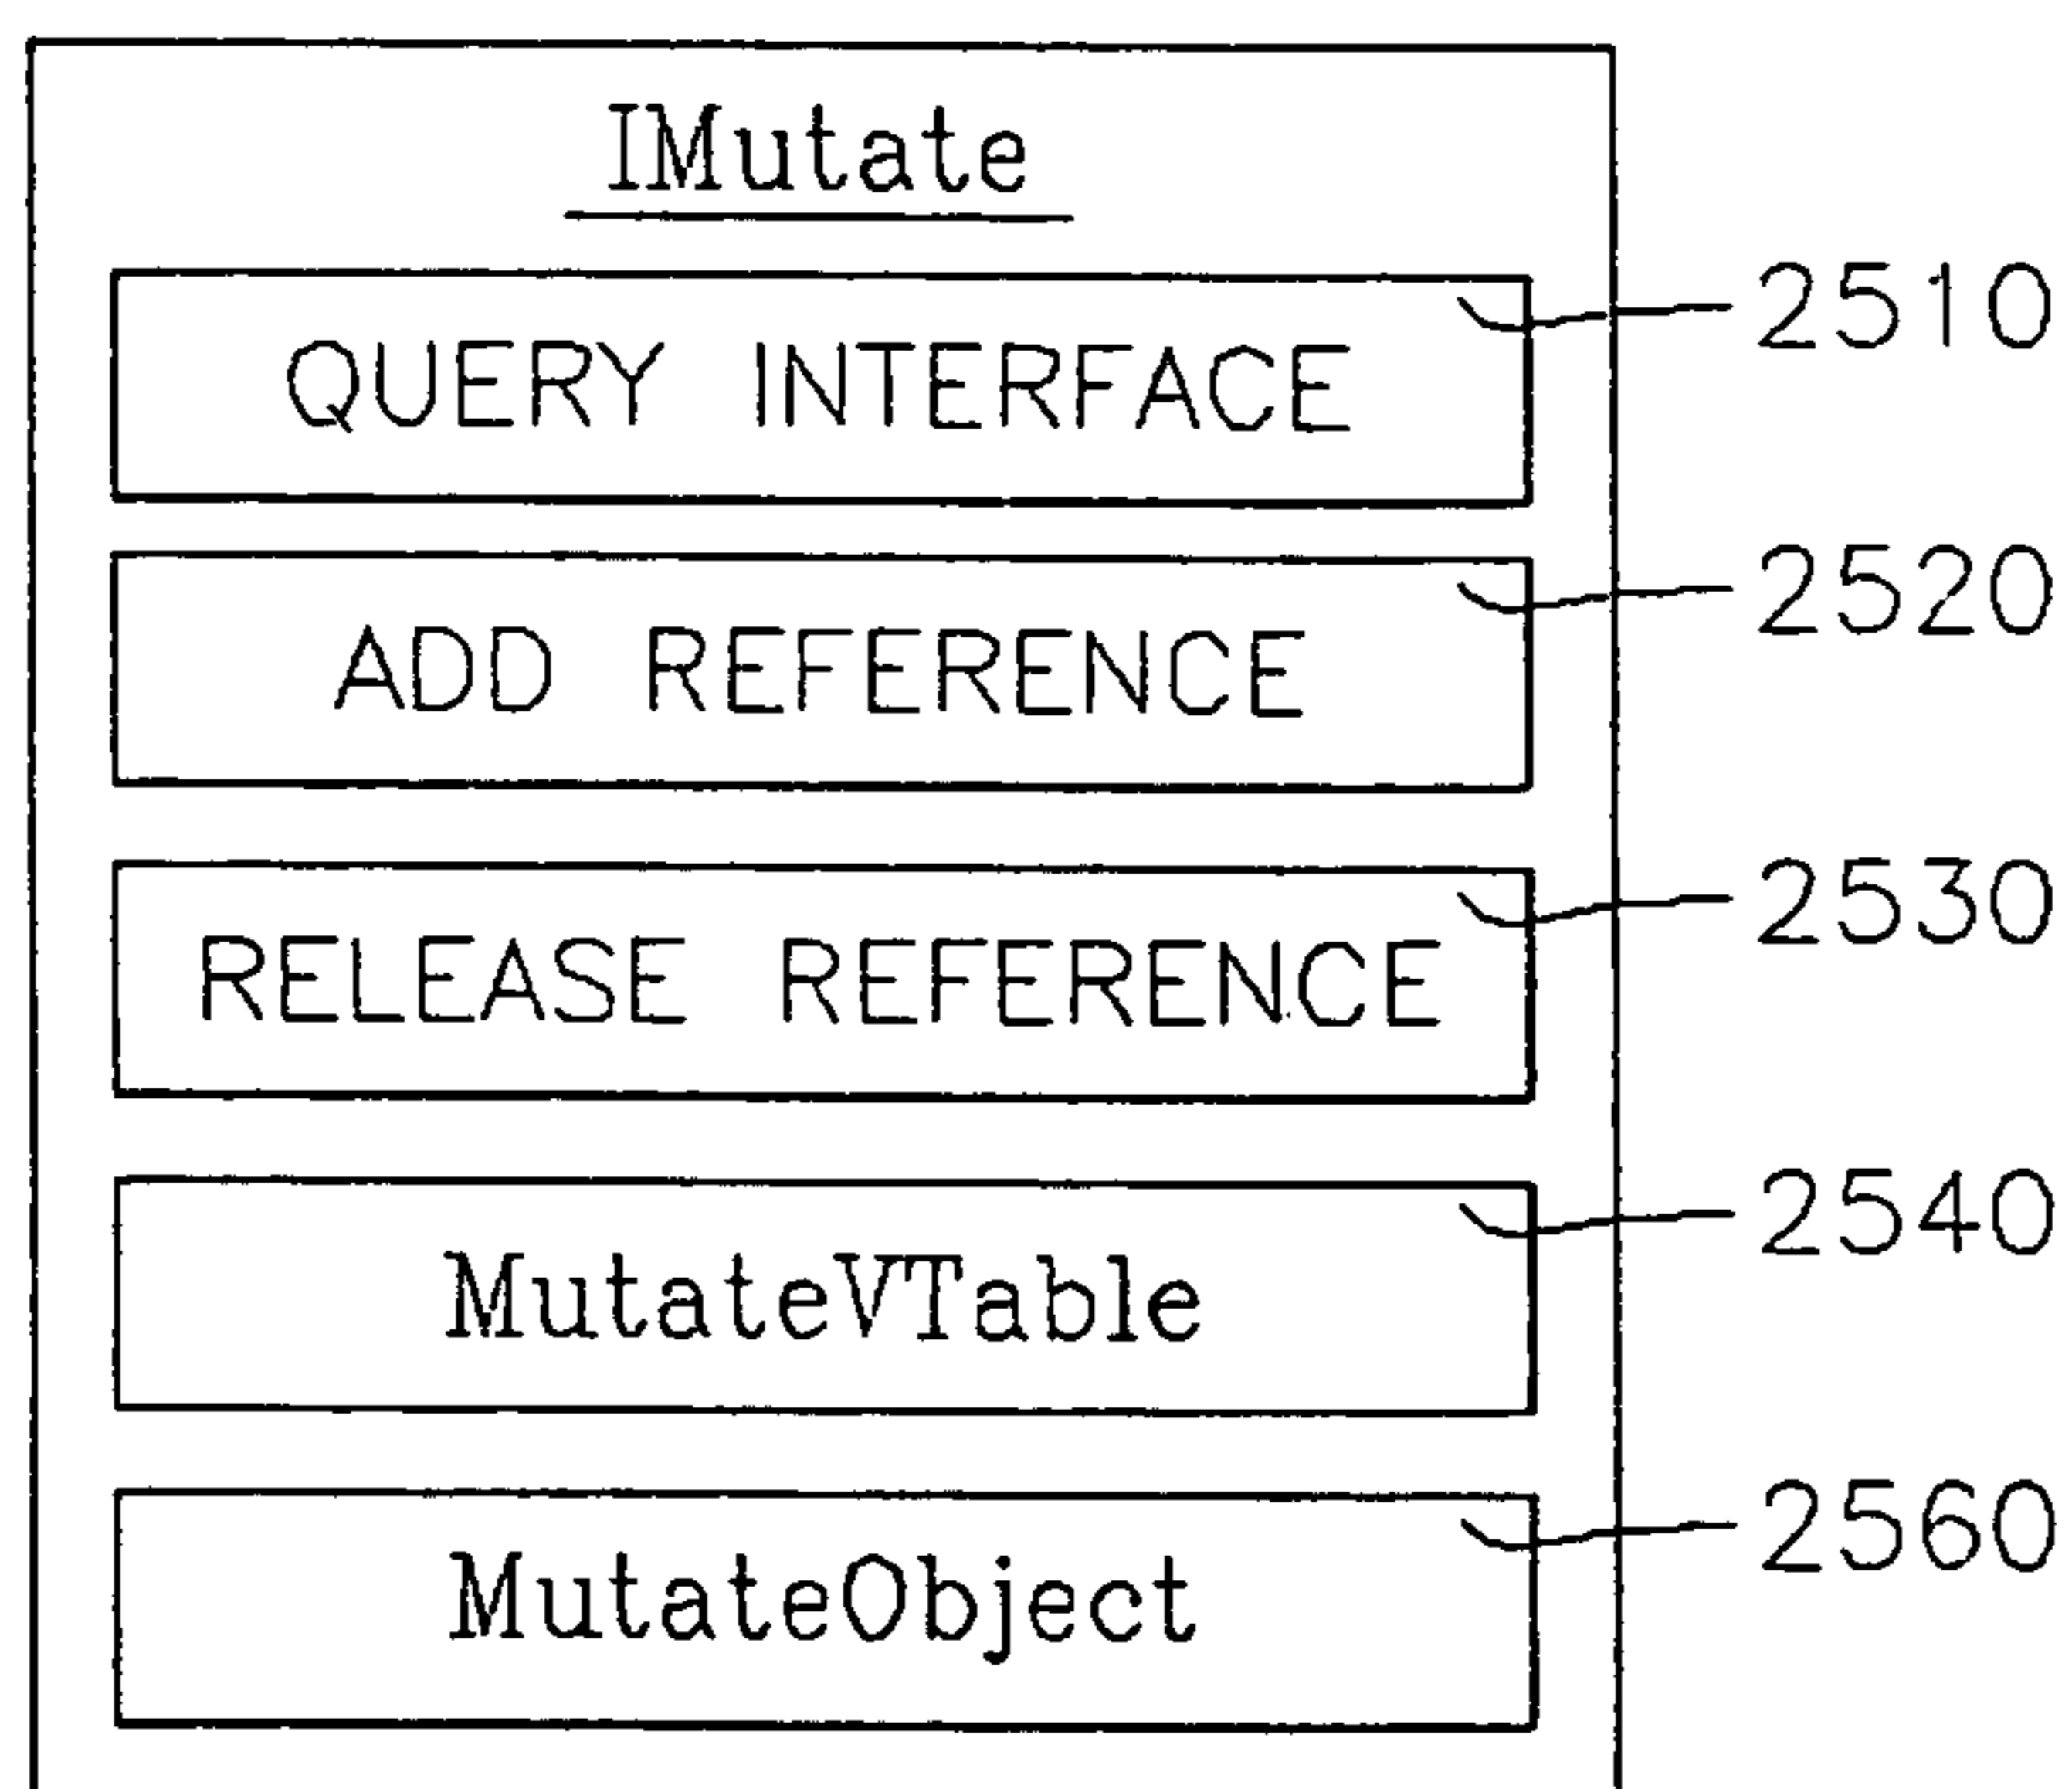 IMutate
QUERY INTERFACE
2510
ADD REFERENCE
2520
RELEASE REFERENCE
2530
MutateVTable
2540
MutateObject
2560